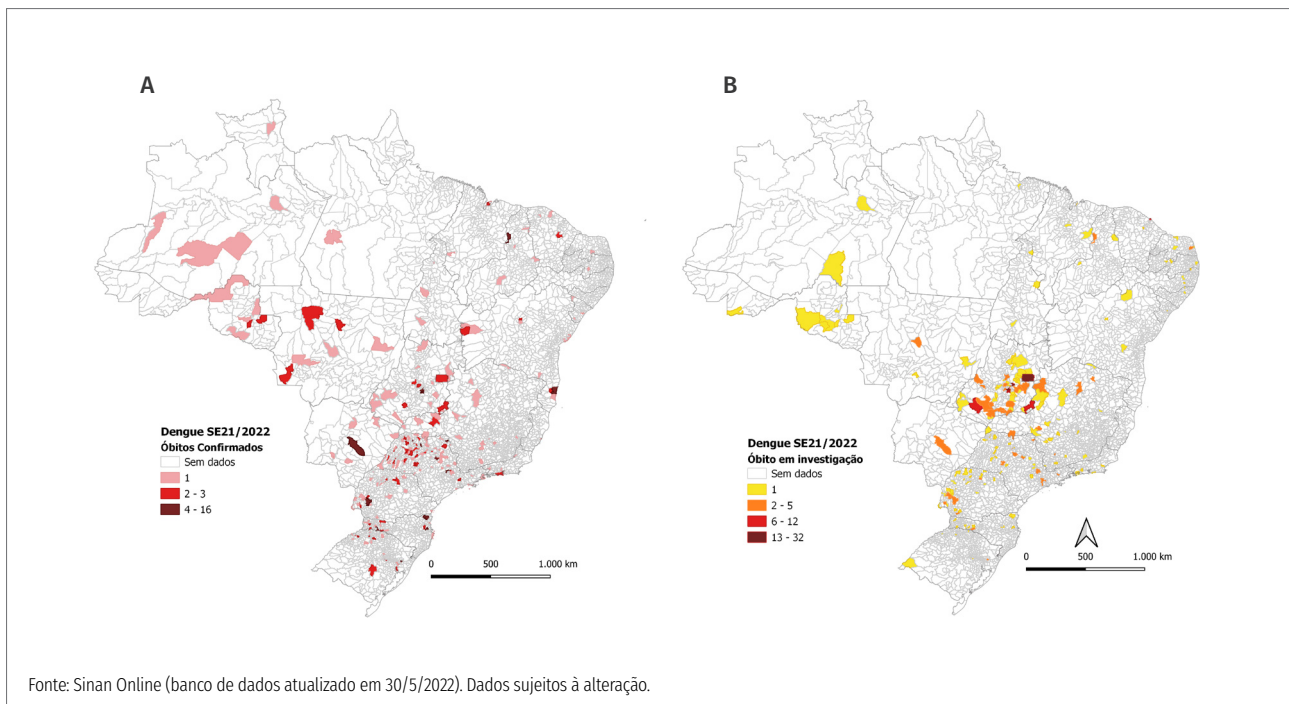 A
B
Dengue SE21/2022
Óbitos Confirmados
Sem dados
1
2 - 3
4 - 16
0 500 1.000 km
Dengue SE21/2022
Óbito em investigação
Sem dados
1
2 - 5
6 - 12
13 - 32
0 500 1.000 km
Fonte: Sinan Online (banco de dados atualizado em 30/5/2022). Dados sujeitos à alteração.